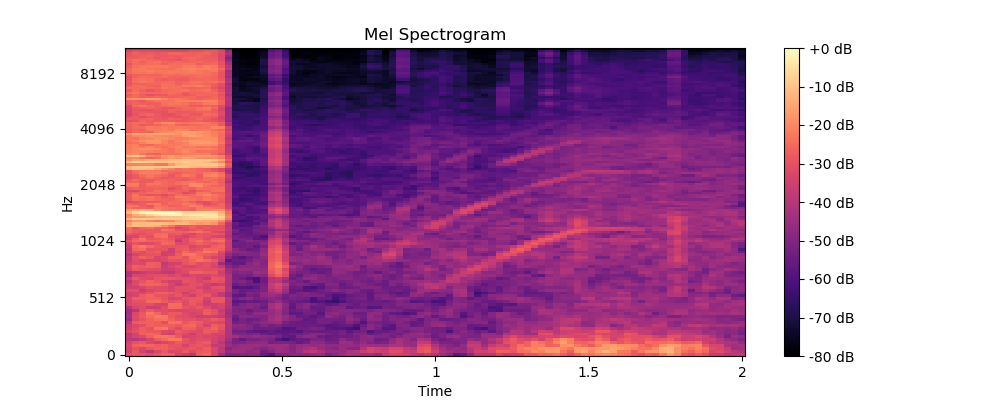 Mel Spectrogram
Hz
8192
4096
2048
1024
512
0
0 0.5 1 1.5 2
Time
+0 dB
-10 dB
-20 dB
-30 dB
-40 dB
-50 dB
-60 dB
-70 dB
-80 dB